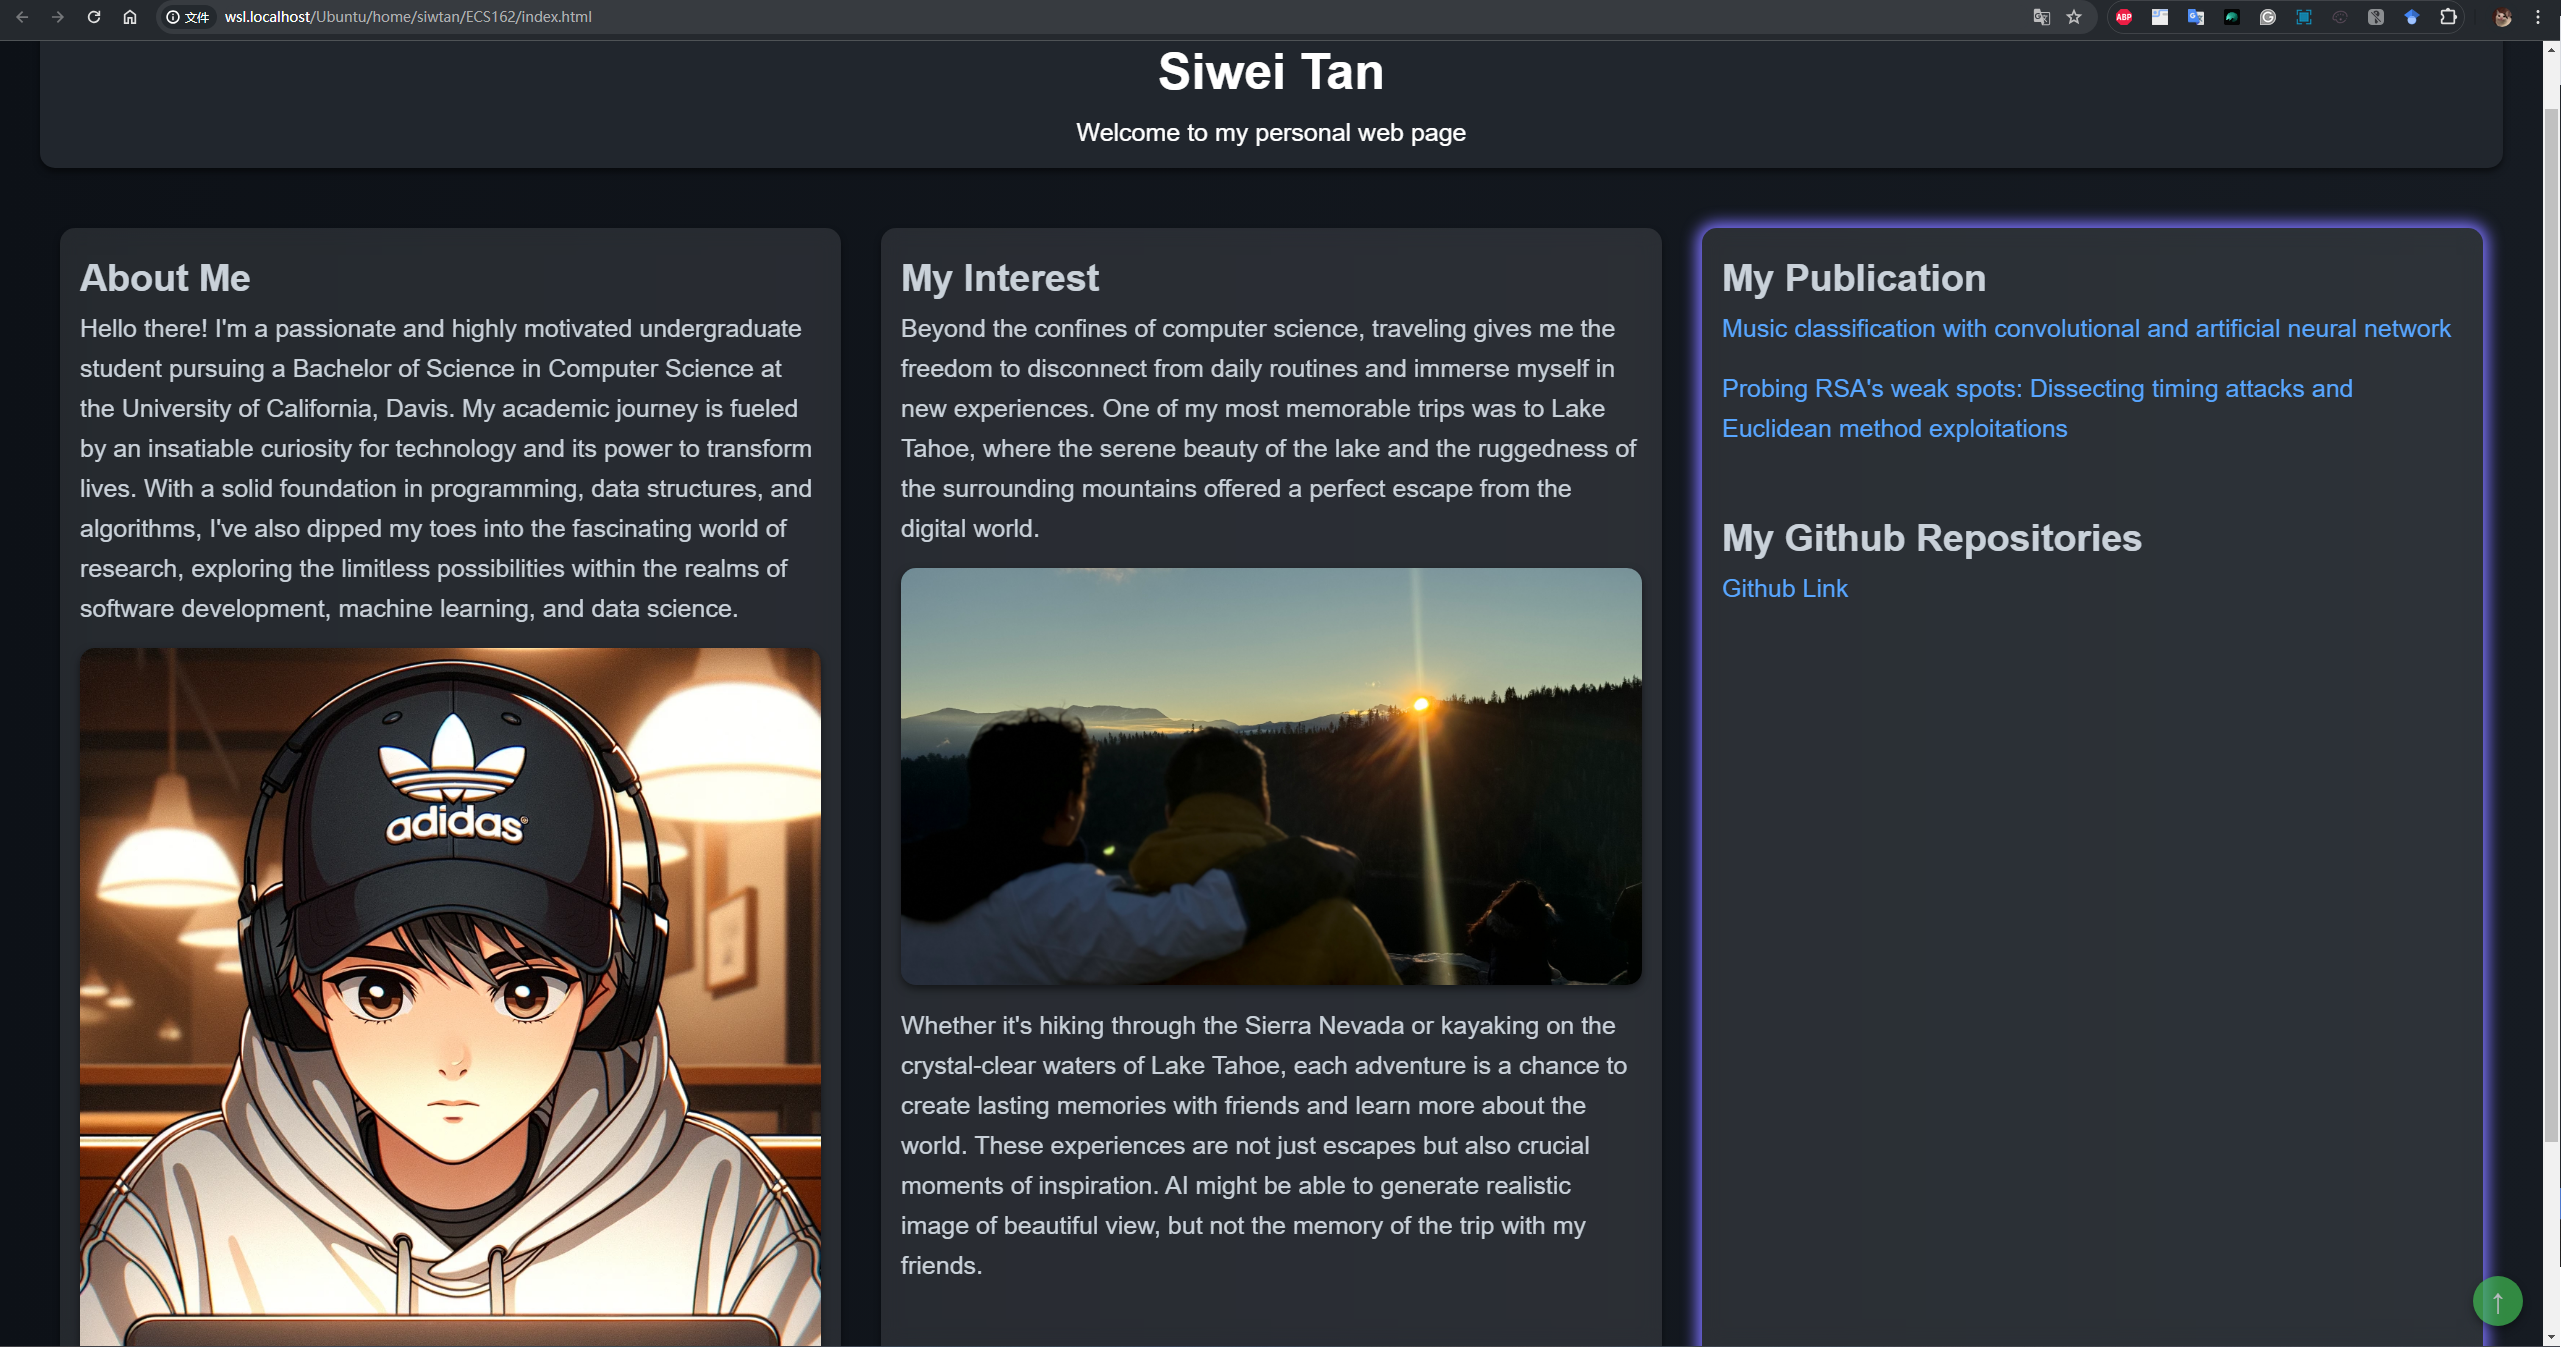 文件
wsl.localhost/Ubuntu/home/siwtan/ECS162/index.html
ABP
Siwei Tan
Welcome to my personal web page
About Me
Hello there! I'm a passionate and highly motivated undergraduate
student pursuing a Bachelor of Science in Computer Science at
the University of California, Davis. My academic journey is fueled
by an insatiable curiosity for technology and its power to transform
lives. With a solid foundation in programming, data structures, and
algorithms, I've also dipped my toes into the fascinating world of
research, exploring the limitless possibilities within the realms of
software development, machine learning, and data science.
adidas®
My Interest
Beyond the confines of computer science, traveling gives me the
freedom to disconnect from daily routines and immerse myself in
new experiences. One of my most memorable trips was to Lake
Tahoe, where the serene beauty of the lake and the ruggedness of
the surrounding mountains offered a perfect escape from the
digital world.
Whether it's hiking through the Sierra Nevada or kayaking on the
crystal-clear waters of Lake Tahoe, each adventure is a chance to
create lasting memories with friends and learn more about the
world. These experiences are not just escapes but also crucial
moments of inspiration. AI might be able to generate realistic
image of beautiful view, but not the memory of the trip with my
friends.
My Publication
Music classification with convolutional and artificial neural network
Probing RSA's weak spots: Dissecting timing attacks and
Euclidean method exploitations
My Github Repositories
Github Link
↑